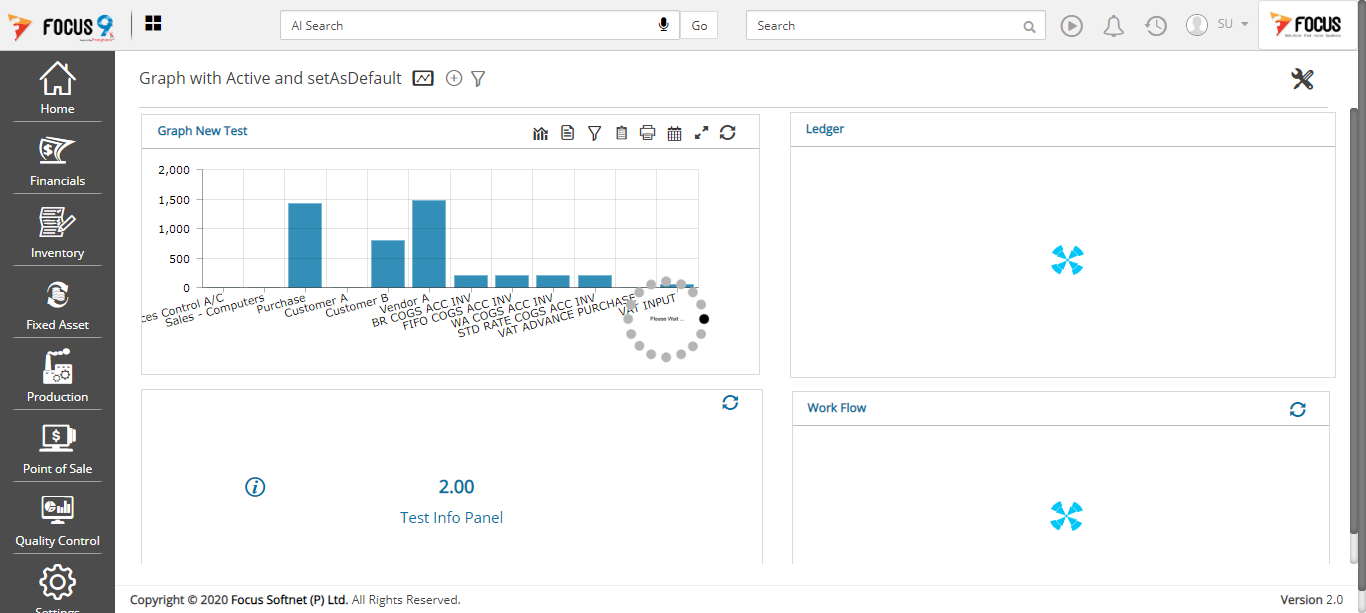 FOCUS 9
AI Search
Go
Search
SU
FOCUS
Home
Financials
Inventory
Fixed Asset
Production
Point of Sale
Quality Control
Settings
Graph with Active and setAsDefault
Graph New Test
2,000
1,500
1,000
500
0
ces Control A/C
Sales - Computers
Purchase
Customer A
Customer B
Vendor A
BR COGS ACC INV
FIFO COGS ACC INV
WA COGS ACC INV
STD RATE COGS ACC INV
VAT ADVANCE PURCHASE
VAT INPUT
Please Wait ...
Ledger
2.00
Test Info Panel
Work Flow
Copyright © 2020 Focus Softnet (P) Ltd. All Rights Reserved.
Version 2.0